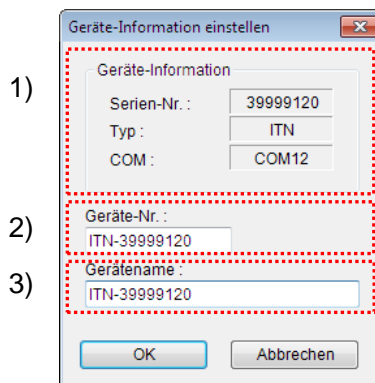 Geräte-Information einstellen
1)
Geräte-Information
Serien-Nr. : 39999120
Typ : ITN
COM : COM12
2)
Geräte-Nr. :
ITN-39999120
3)
Gerätename :
ITN-39999120
OK Abbrechen